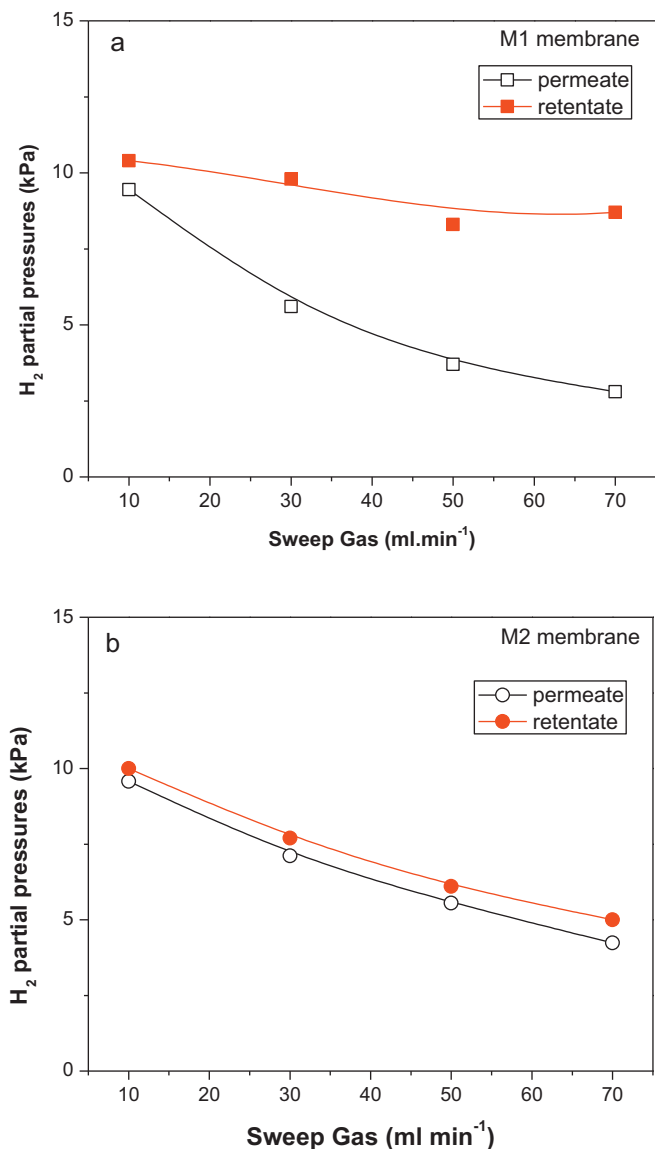 a
M1 membrane
permeate
retentate
15
10
5
0
H₂ partial pressures (kPa)
10 20 30 40 50 60 70
Sweep Gas (ml.min⁻¹)
b
M2 membrane
permeate
retentate
15
10
5
0
H₂ partial pressures (kPa)
10 20 30 40 50 60 70
Sweep Gas (ml min⁻¹)